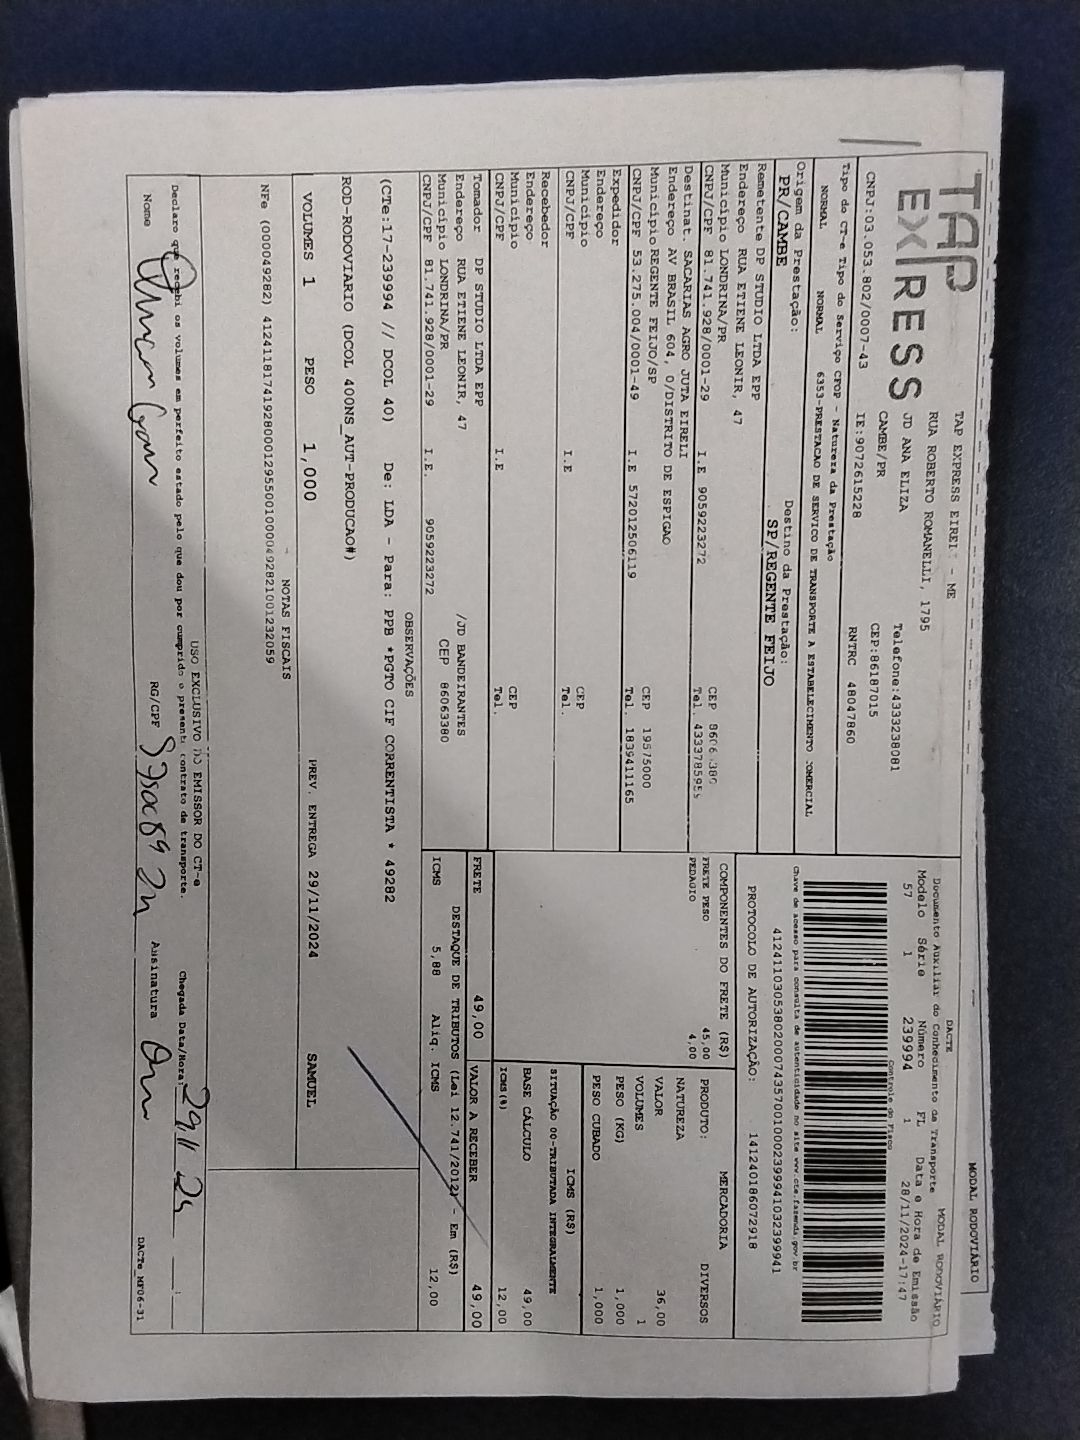 MODAL RODOVIÁRIO
TAP EXPRESS
TAP EXPRESS EIRELI - ME
RUA ROBERTO ROMANELLI, 1795
JD ANA ELIZA
CAMBE/PR
Telefone:4333238081
CEP:86187015
CNPJ:03.053.802/0007-43 IE:9072615228 RNTRC 48047860
DACTE MODAL RODOVIÁRIO
Documento Auxiliar do Conhecimento de Transporte
Modelo Série Número FL Data e Hora de Emissão
57 1 239994 1 28/11/2024-17:47
Controle do Fisco
Chave de acesso para consulta de autenticidade no site www.cte.fazenda.gov.br
PROTOCOLO DE AUTORIZAÇÃO: 141240186072918
Tipo do CT-e Tipo do Serviço CFOP - Natureza da Prestação
NORMAL NORMAL 6353-PRESTACAO DE SERVICO DE TRANSPORTE A ESTABELECIMENTO COMERCIAL
Origem da Prestação: Destino da Prestação:
PR/CAMBE SP/REGENTE FEIJO
Remetente DP STUDIO LTDA EPP
Endereço RUA ETIENE LEONIR, 47
Município LONDRINA/PR CEP
CNPJ/CPF 81.741.928/0001-29 I.E 9059223272 Tel.
Destinat. SACARIAS AGRO JUTA EIRELI
Endereço AV BRASIL 604, 0/DISTRITO DE ESPIGAO
Município REGENTE FEIJO/SP CEP 19575000
CNPJ/CPF 53.275.004/0001-49 I.E 572012506119 Tel. 1839411165
Expedidor
Endereço
Município CEP
CNPJ/CPF I.E Tel.
Recebedor
Endereço
Município CEP
CNPJ/CPF I.E Tel.
Tomador DP STUDIO LTDA EPP
Endereço RUA ETIENE LEONIR, 47 /JD BANDEIRANTES
Município LONDRINA/PR CEP 86063380
CNPJ/CPF 81.741.928/0001-29 I.E. 9059223272
COMPONENTES DO FRETE (R$)
FRETE PESO 45,00
PEDAGIO 4,00
PRODUTO: MERCADORIA
NATUREZA DIVERSOS
VALOR 36,00
VOLUMES 1
PESO (KG) 1,000
PESO CUBADO 1,000
ICMS (R$)
SITUAÇÃO 00-TRIBUTADA INTEGRALMENTE
BASE CÁLCULO 49,00
ICMS(%) 12,00
FRETE 49,00 VALOR A RECEBER 49,00
DESTAQUE DE TRIBUTOS (Lei 12.741/2012) - Em (R$)
ICMS 5,88 Aliq. ICMS 12,00
OBSERVAÇÕES
(CTe:17-239994 // DCOL 40) De: LDA - Para: PPB *PGTO CIF CORRENTISTA * 49282
ROD-RODOVIARIO (DCOL 400NS_AUT-PRODUCAO#)
VOLUMES 1 PESO 1,000 PREV. ENTREGA 29/11/2024 SAMUEL
NOTAS FISCAIS
NFe (000049282)
USO EXCLUSIVO DO EMISSOR DO CT-e
Declaro que recebi os volumes em perfeito estado pelo que dou por cumprido o presente contrato de transporte. Chegada Data/Hora: 29 11 24
Nome RG/CPF Assinatura
DACTe_MF06-31